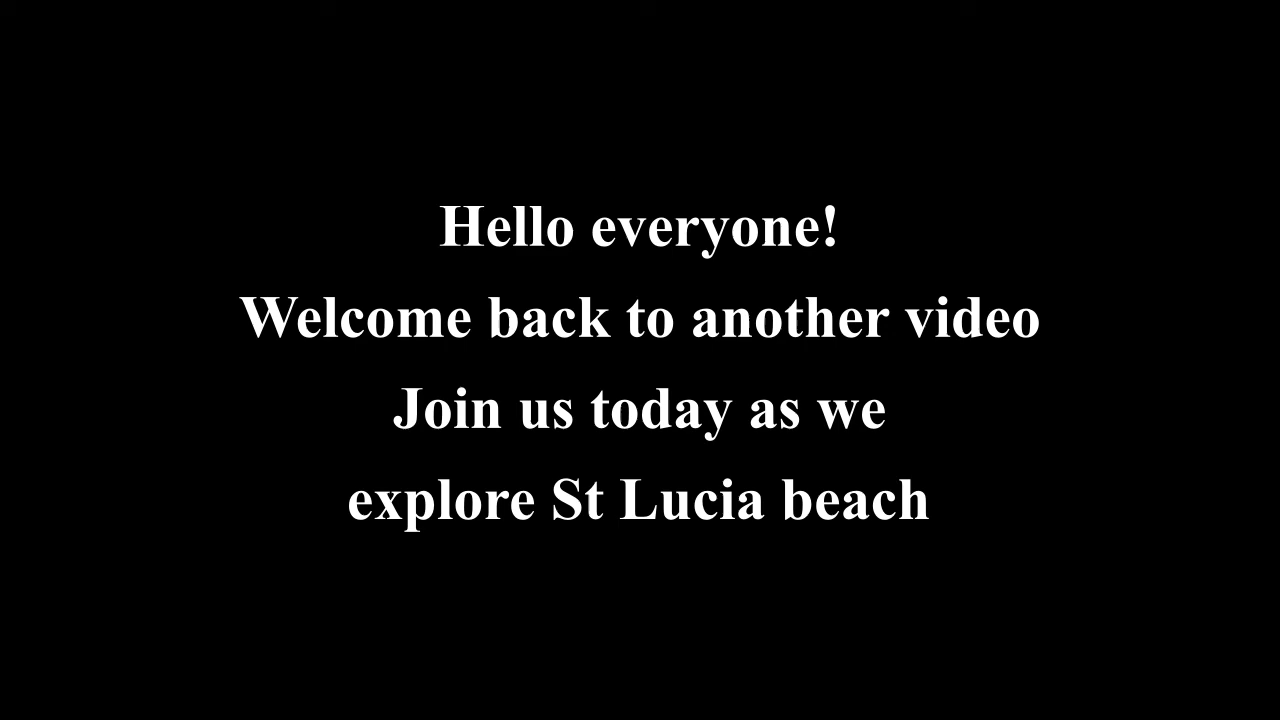 Hello everyone!
Welcome back to another video
Join us today as we
explore St Lucia beach